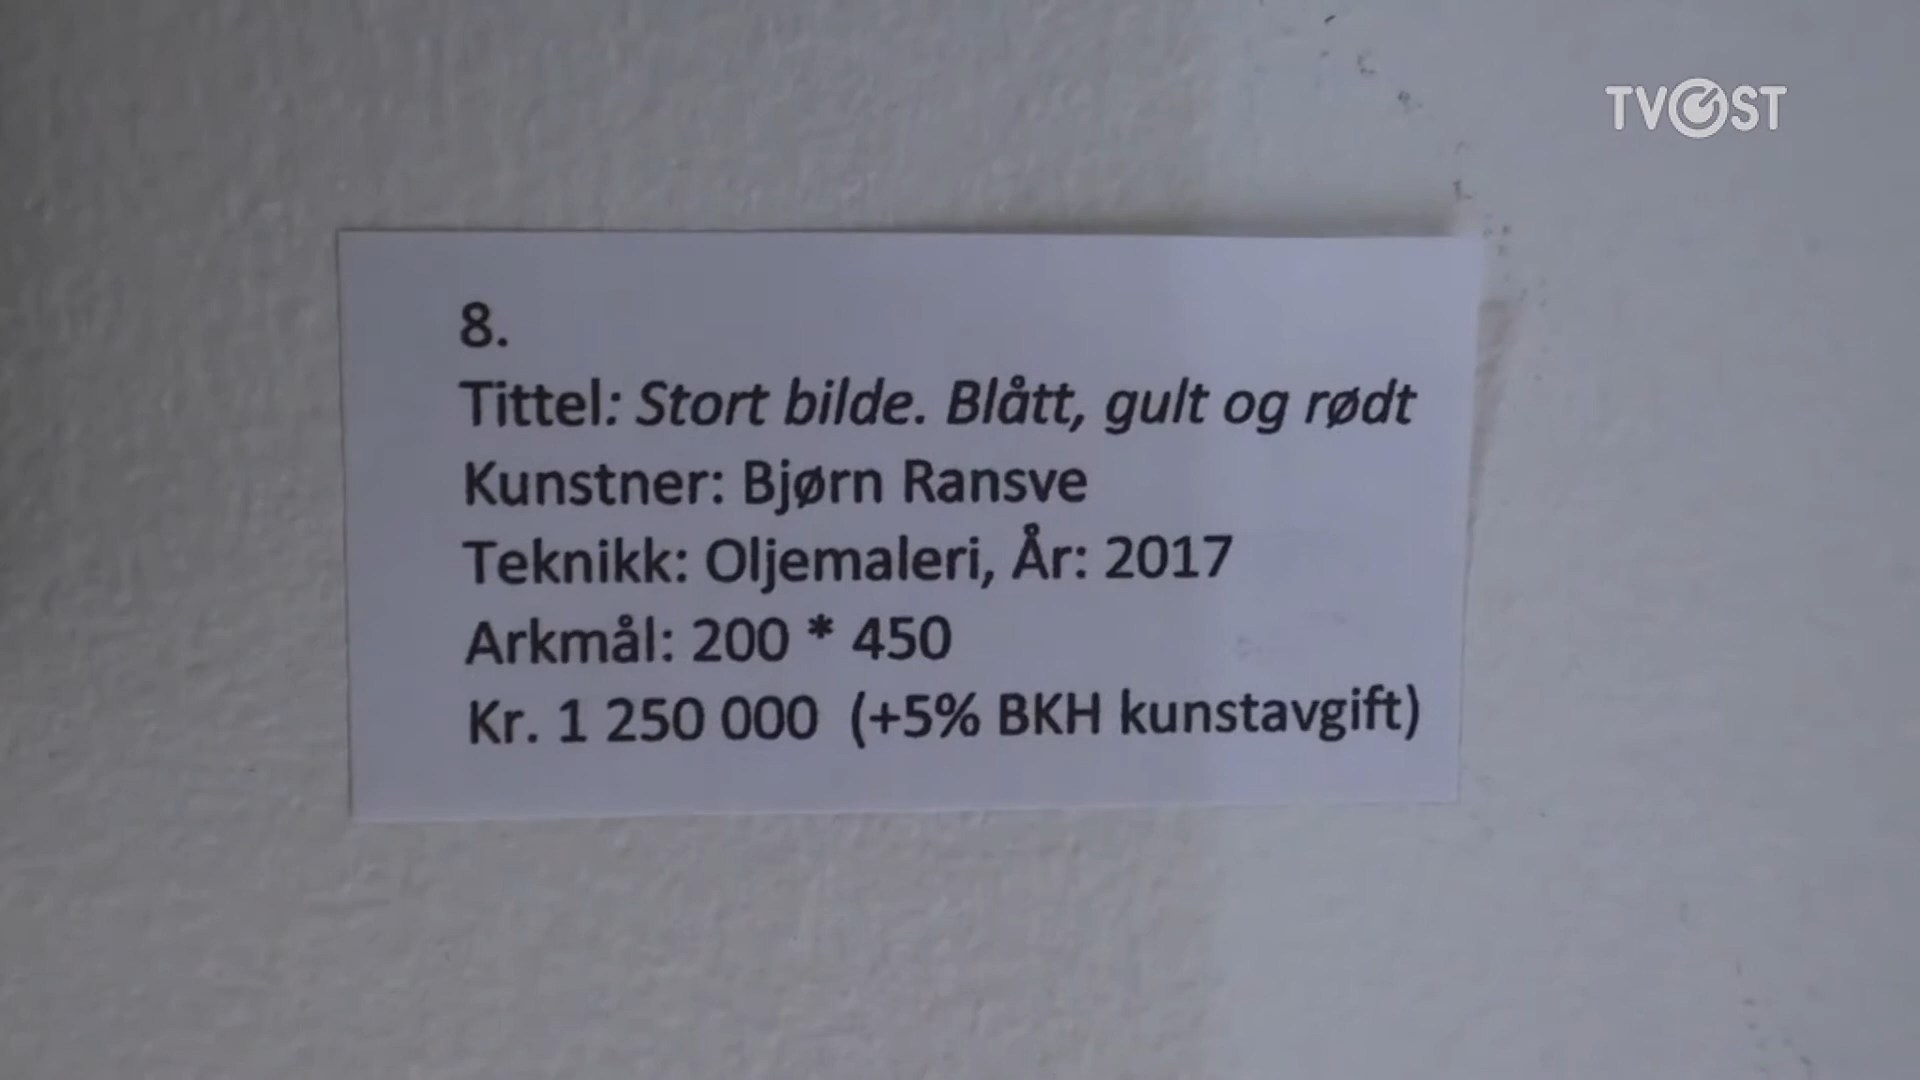 TVØST
8.
Tittel: Stort bilde. Blått, gult og rødt
Kunstner: Bjørn Ransve
Teknikk: Oljemaleri, År: 2017
Arkmål: 200 * 450
Kr. 1 250 000 (+5% BKH kunstavgift)